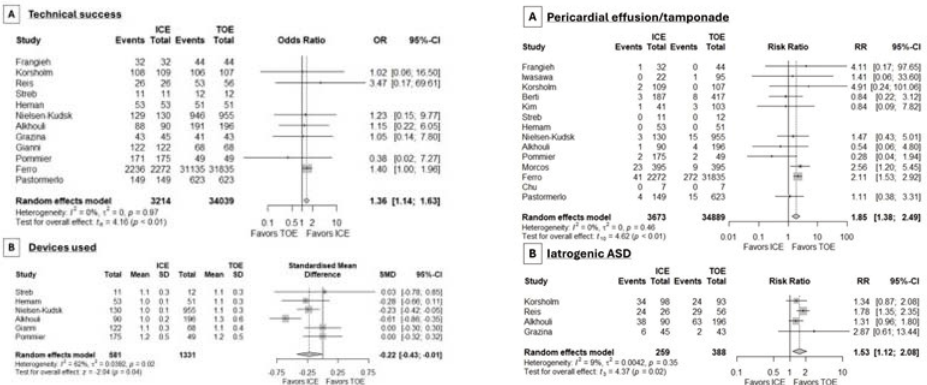 A Technical success
ICE TOE
Study Events Total Events Total Odds Ratio OR 95%-CI
Frangieh 32 32 44 44
Korsholm 108 109 106 107 1.02 [0.06; 16.50]
Reis 26 26 53 56 3.47 [0.17; 69.61]
Streb 11 11 12 12
Hemam 53 53 51 51
Nielsen-Kudsk 129 130 946 955 1.23 [0.15; 9.77]
Alkhouli 88 90 191 196 1.15 [0.22; 6.05]
Grazina 43 45 41 43 1.05 [0.14; 7.80]
Gianni 122 122 68 68
Pommier 171 175 49 49 0.38 [0.02; 7.27]
Ferro 2236 2272 31135 31835 1.40 [1.00; 1.96]
Pastormerlo 149 149 623 623
Random effects model 3214 34039 1.36 [1.14; 1.63]
Heterogeneity: I² = 0%, τ² = 0, p = 0.97
Test for overall effect: t₆ = 4.16 (p < 0.01)
0.1 0.5 1 2 10
Favors TOE Favors ICE
B Devices used
ICE TOE Standardised Mean
Study Total Mean SD Total Mean SD Difference SMD 95%-CI
Streb 11 1.1 0.3 12 1.1 0.3 0.03 [-0.78; 0.85]
Hemam 53 1.0 0.1 51 1.1 0.3 -0.28 [-0.66; 0.11]
Nielsen-Kudsk 130 1.0 0.1 955 1.1 0.3 -0.23 [-0.42; -0.05]
Alkhouli 90 1.0 0.2 196 1.3 0.6 -0.61 [-0.86; -0.35]
Gianni 122 1.1 0.3 68 1.1 0.4 0.00 [-0.30; 0.30]
Pommier 175 1.2 0.5 49 1.2 0.5 0.00 [-0.32; 0.32]
Random effects model 581 1331 -0.22 [-0.43; -0.01]
Heterogeneity: I² = 62%, p = 0.02
Test for overall effect: z = -2.04 (p = 0.04)
-0.75 0 0.75
Favors ICE Favors TOE
A Pericardial effusion/tamponade
ICE TOE
Study Events Total Events Total Risk Ratio RR 95%-CI
Frangieh 1 32 0 44 4.11 [0.17; 97.65]
Iwasawa 0 22 1 95 1.41 [0.06; 33.60]
Korsholm 2 109 0 107 4.91 [0.24; 101.06]
Berti 3 187 8 417 0.84 [0.22; 3.12]
Kim 1 41 3 103 0.84 [0.09; 7.82]
Streb 0 11 0 12
Hemam 0 53 0 51
Nielsen-Kudsk 3 130 15 955 1.47 [0.43; 5.01]
Alkhouli 1 90 4 196 0.54 [0.06; 4.80]
Pommier 2 175 2 49 0.28 [0.04; 1.94]
Morcos 23 395 9 395 2.56 [1.20; 5.45]
Ferro 41 2272 272 31835 2.11 [1.53; 2.92]
Chu 0 7 0 7
Pastermerlo 4 149 15 623 1.11 [0.38; 3.31]
Random effects model 3673 34889 1.85 [1.38; 2.49]
Heterogeneity: I² = 0%, τ² = 0, p = 0.46
Test for overall effect: t₁₀ = 4.62 (p < 0.01)
0.01 0.1 1 10 100
Favors ICE Favors TOE
B Iatrogenic ASD
ICE TOE
Study Events Total Events Total Risk Ratio RR 95%-CI
Korsholm 34 98 24 93 1.34 [0.87; 2.08]
Reis 24 26 29 56 1.78 [1.35; 2.35]
Alkhouli 38 90 63 196 1.31 [0.96; 1.80]
Grazina 6 45 2 43 2.87 [0.61; 13.44]
Random effects model 259 388 1.53 [1.12; 2.08]
Heterogeneity: I² = 9%, τ² = 0.0042, p = 0.35
Test for overall effect: t₃ = 4.37 (p = 0.02)
0.1 0.5 1 2 10
Favors ICE Favors TOE